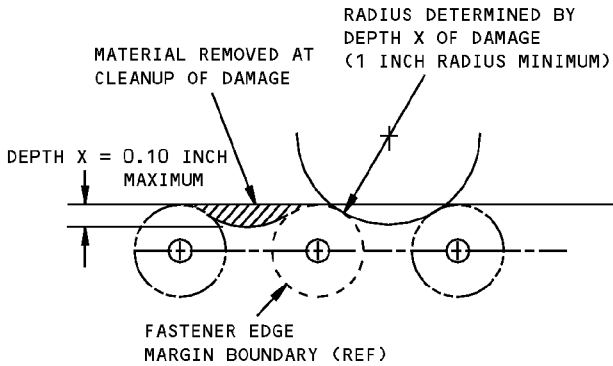 RADIUS DETERMINED BY
DEPTH X OF DAMAGE
(1 INCH RADIUS MINIMUM)
MATERIAL REMOVED AT
CLEANUP OF DAMAGE
DEPTH X = 0.10 INCH
MAXIMUM
FASTENER EDGE
MARGIN BOUNDARY (REF)